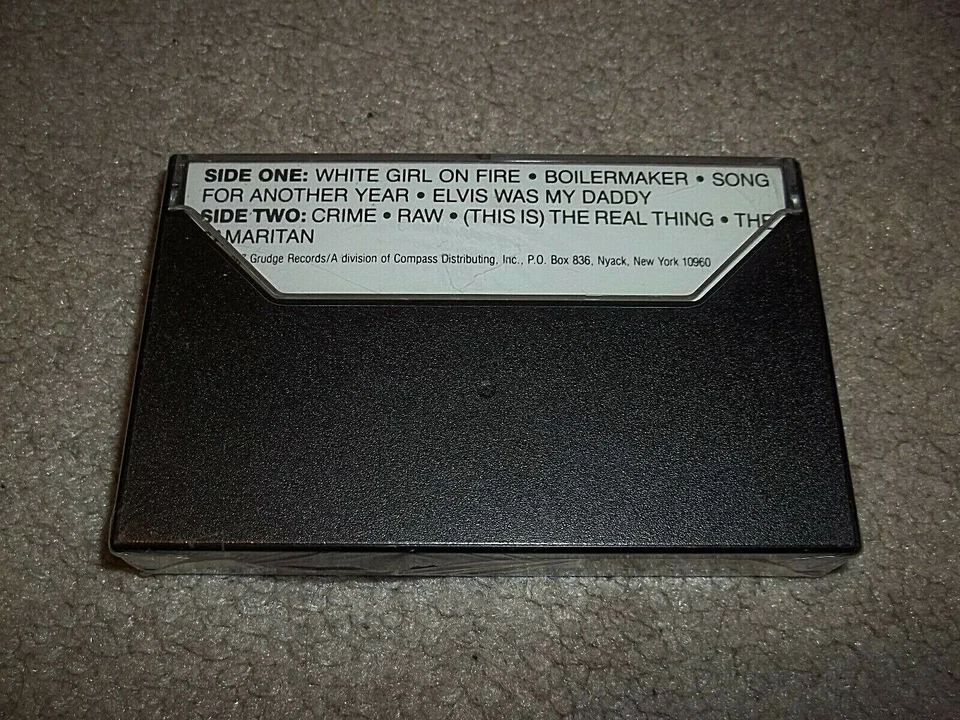 SIDE ONE: WHITE GIRL ON FIRE • BOILERMAKER • SONG
FOR ANOTHER YEAR • ELVIS WAS MY DADDY
SIDE TWO: CRIME • RAW • (THIS IS) THE REAL THING • THE
AMARITAN
7 Grudge Records/A division of Compass Distributing, Inc., P.O. Box 836, Nyack, New York 10960